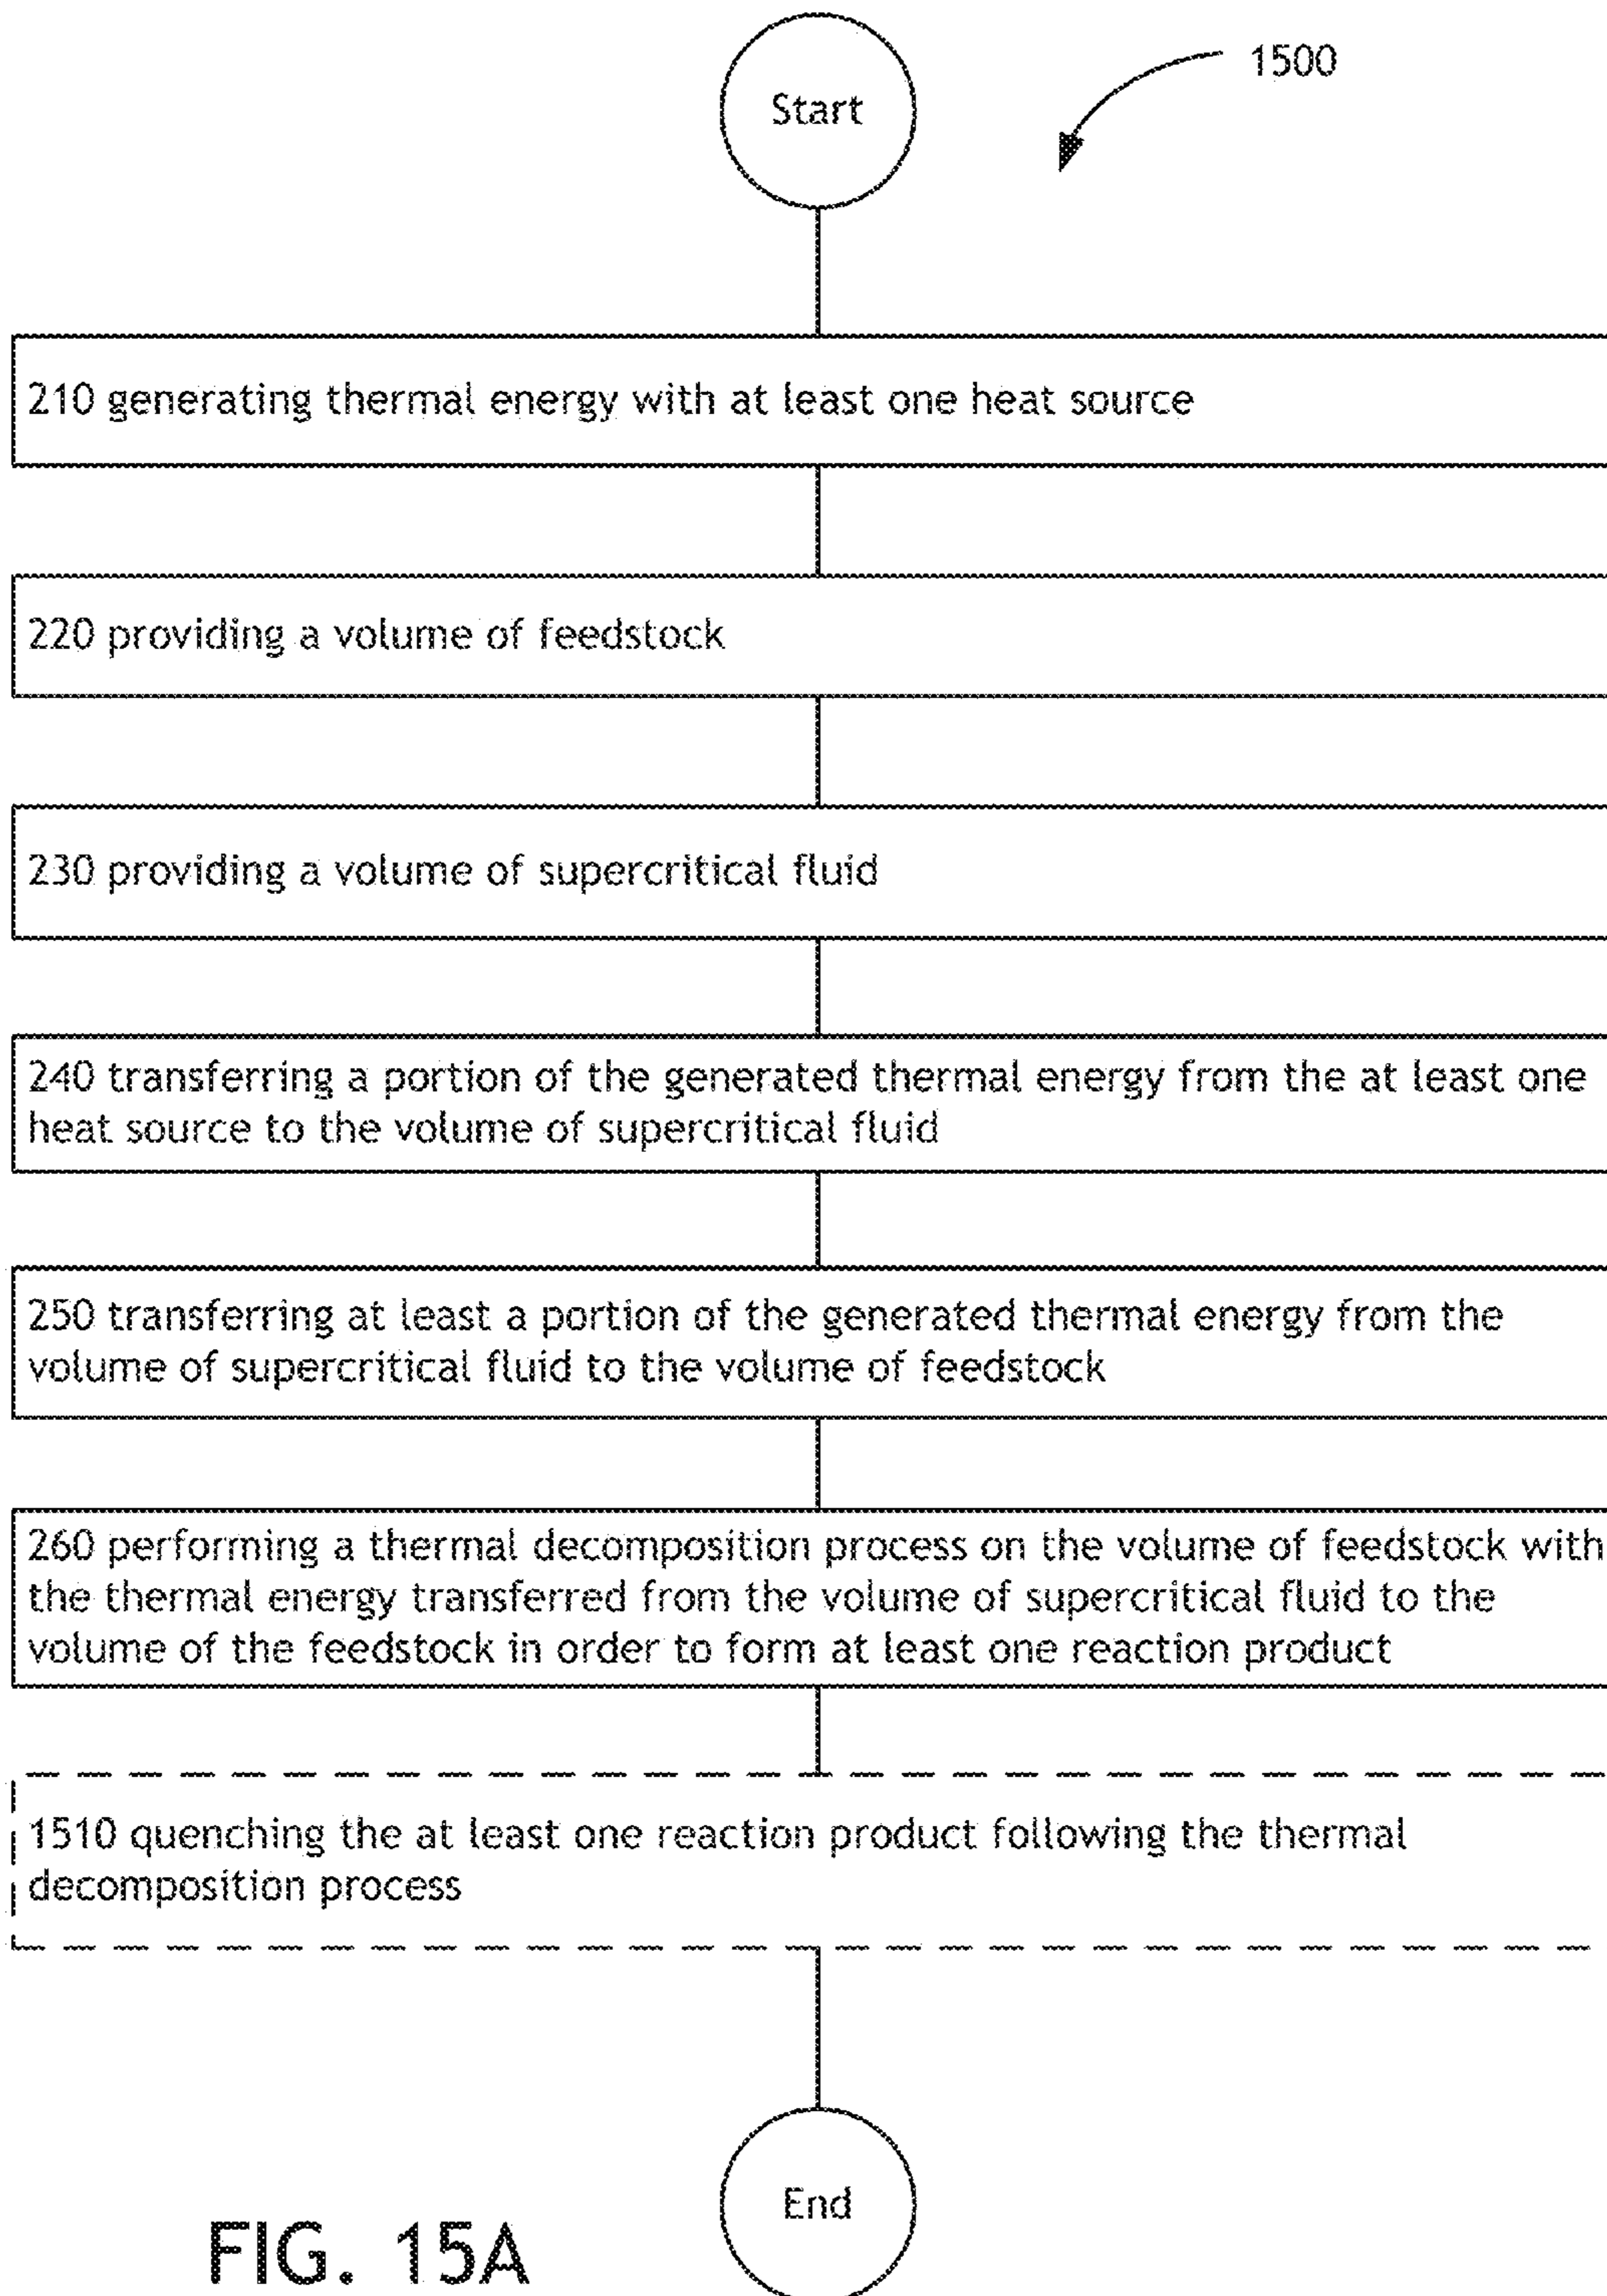 Start
1500
210 generating thermal energy with at least one heat source
220 providing a volume of feedstock
230 providing a volume of supercritical fluid
240 transferring a portion of the generated thermal energy from the at least one
heat source to the volume of supercritical fluid
250 transferring at least a portion of the generated thermal energy from the
volume of supercritical fluid to the volume of feedstock
260 performing a thermal decomposition process on the volume of feedstock with
the thermal energy transferred from the volume of supercritical fluid to the
volume of the feedstock in order to form at least one reaction product
1510 quenching the at least one reaction product following the thermal
decomposition process
End
FIG. 15A